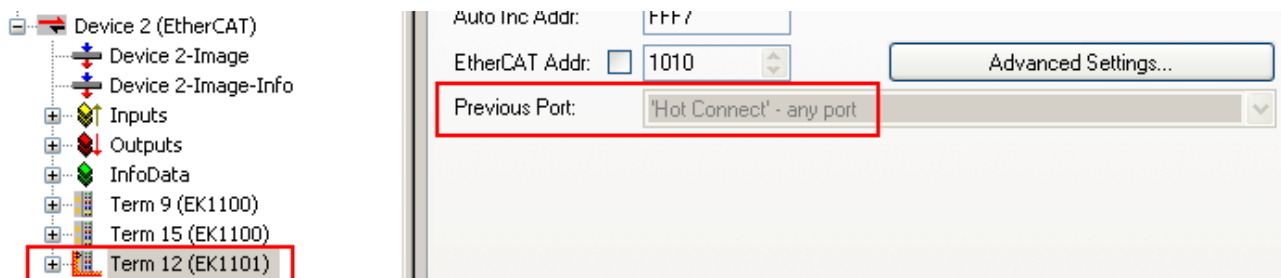 Device 2 (EtherCAT)
Device 2-Image
Device 2-Image-Info
Inputs
Outputs
InfoData
Term 9 (EK1100)
Term 15 (EK1100)
Term 12 (EK1101)
Auto Inc Addr:
FFF7
EtherCAT Addr:
1010
Advanced Settings...
Previous Port:
'Hot Connect' - any port